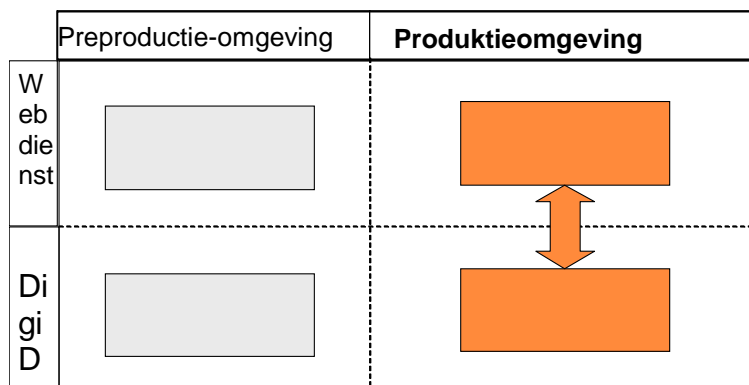 Preproductie-omgeving
Produktieomgeving
W
eb
die
nst
Di
gi
D